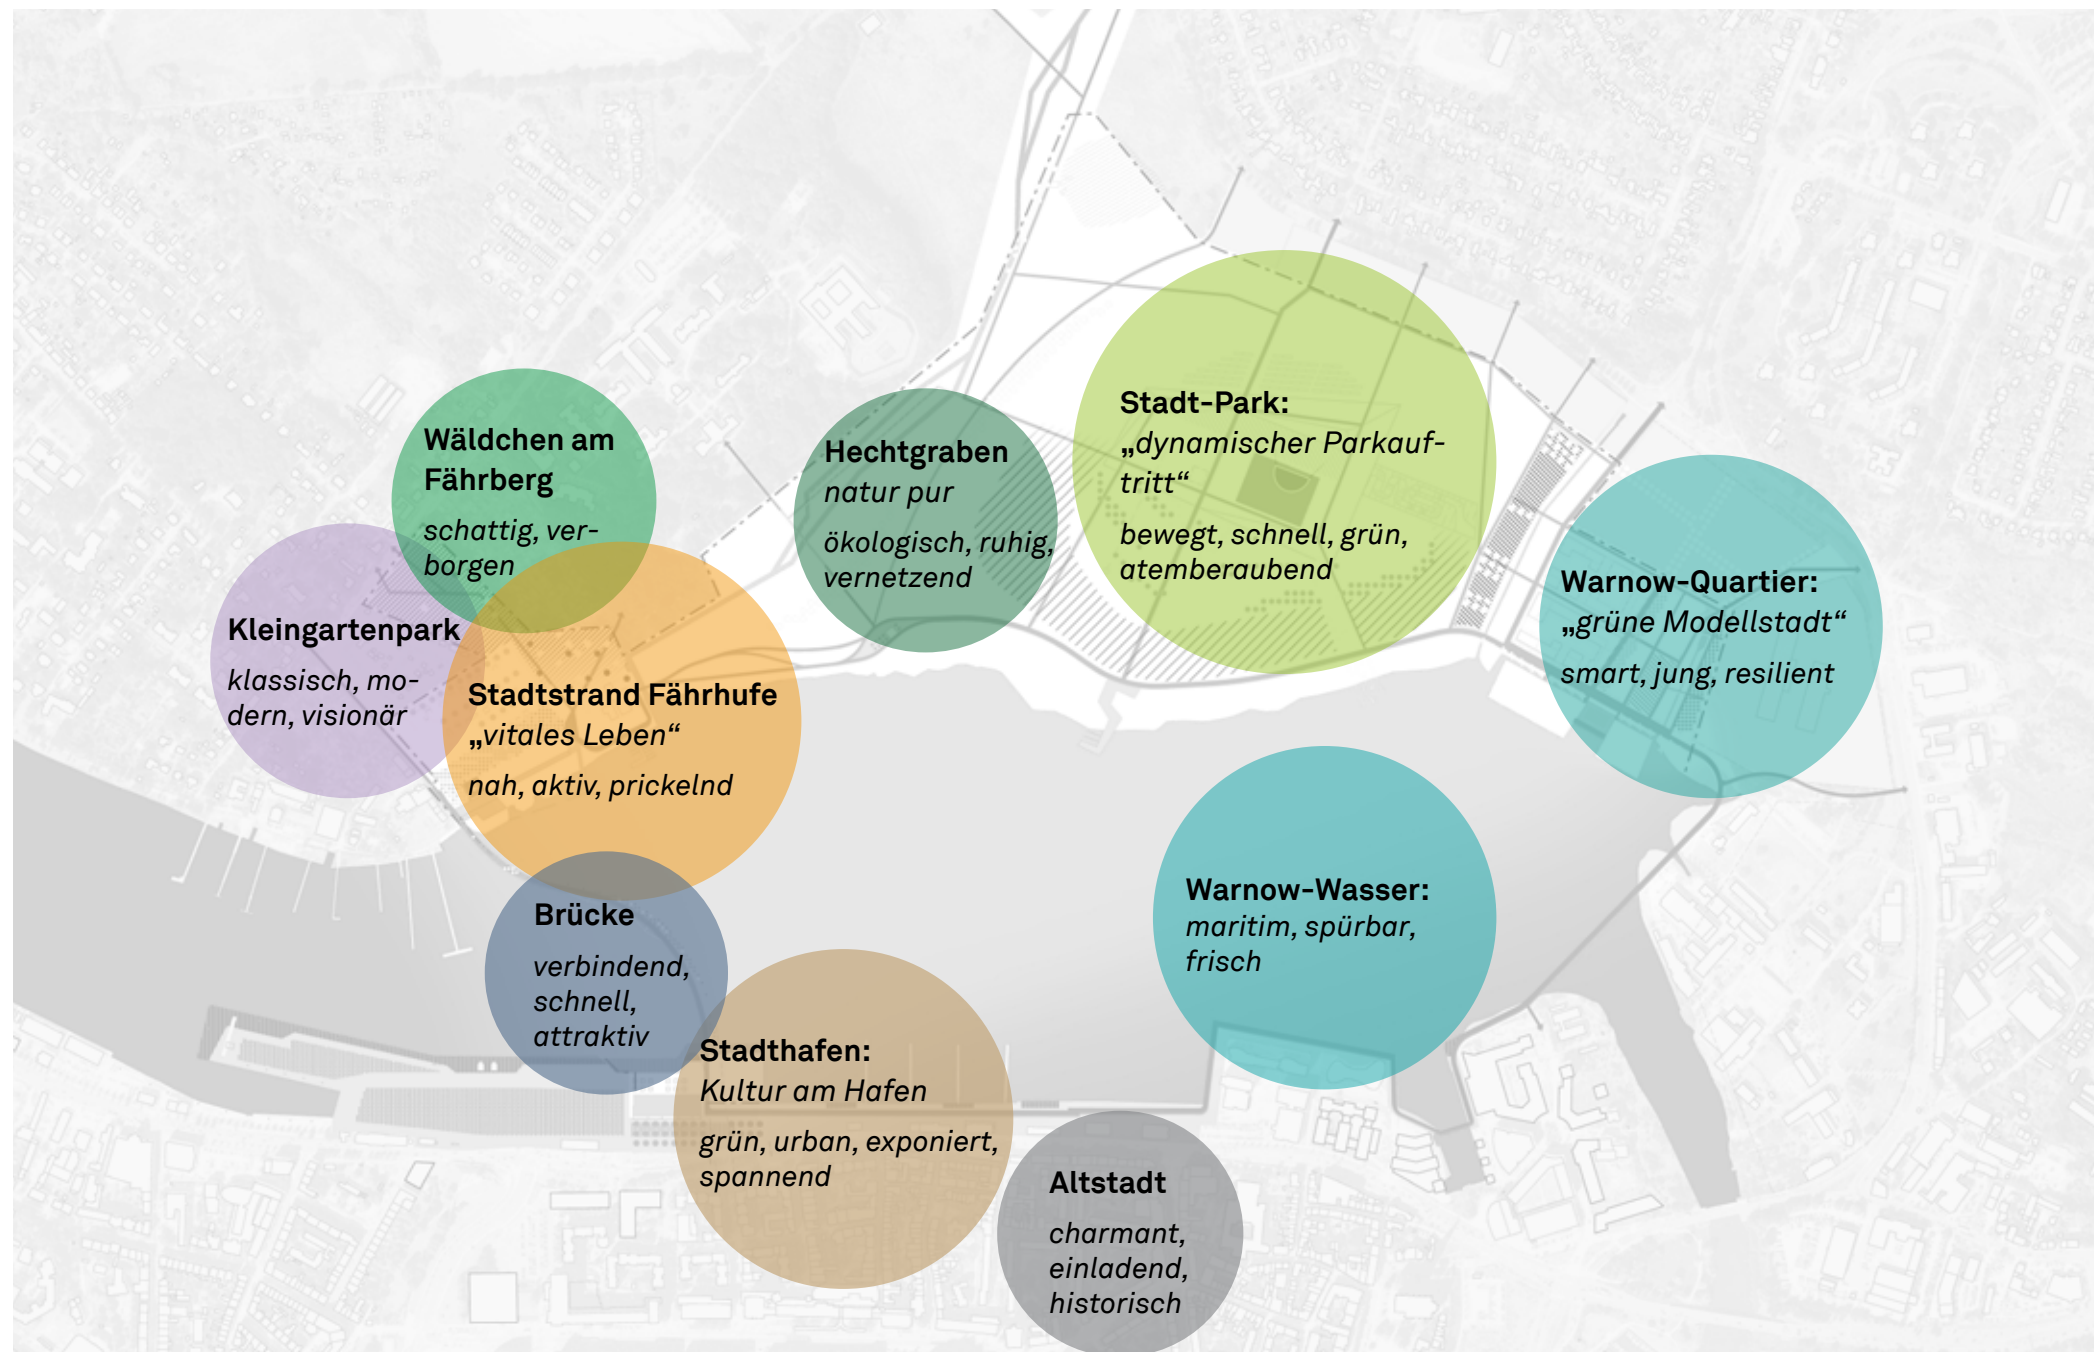 Stadt-Park:
„dynamischer Parkauf-
tritt“
bewegt, schnell, grün,
atemberaubend
Wäldchen am
Fährberg
schattig, ver-
borgen
Hechtgraben
natur pur
ökologisch, ruhig,
vernetzend
Warnow-Quartier:
„grüne Modellstadt“
smart, jung, resilient
Kleingartenpark
klassisch, mo-
dern, visionär
Stadtstrand Fährhufe
„vitales Leben“
nah, aktiv, prickelnd
Warnow-Wasser:
maritim, spürbar,
frisch
Brücke
verbindend,
schnell,
attraktiv
Stadthafen:
Kultur am Hafen
grün, urban, exponiert,
spannend
Altstadt
charmant,
einladend,
historisch